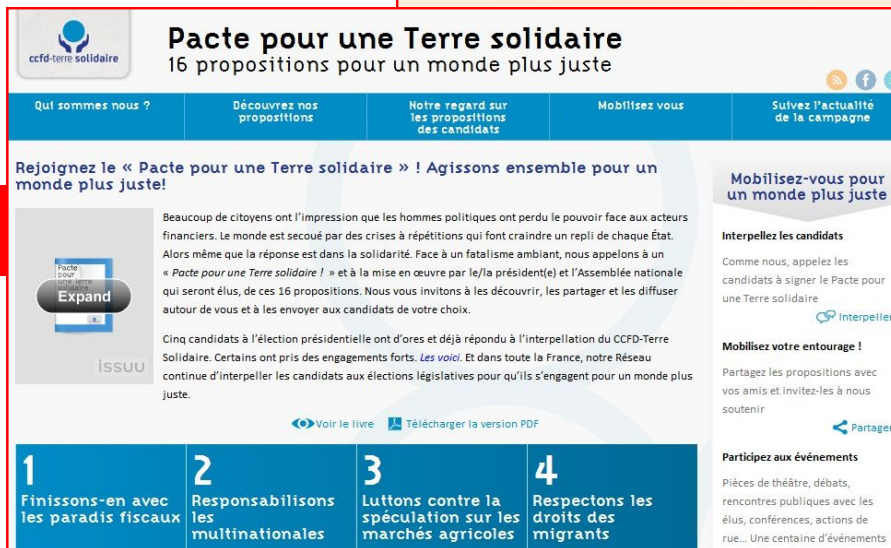 ccfd-terre solidaire
Pacte pour une Terre solidaire
16 propositions pour un monde plus juste
Qui sommes nous ?
Découvrez nos
propositions
Notre regard sur
les propositions
des candidats
Mobilisez vous
Suivez l'actualité
de la campagne
Rejoignez le « Pacte pour une Terre solidaire » ! Agissons ensemble pour un
monde plus juste!
Pacte
pour
une Terre
solidaire
Expand
issuu
Beaucoup de citoyens ont l'impression que les hommes politiques ont perdu le pouvoir face aux acteurs
financiers. Le monde est secoué par des crises à répétitions qui font craindre un repli de chaque État.
Alors même que la réponse est dans la solidarité. Face à un fatalisme ambiant, nous appelons à un
« Pacte pour une Terre solidaire ! » et à la mise en œuvre par le/la président(e) et l'Assemblée nationale
qui seront élus, de ces 16 propositions. Nous vous invitons à les découvrir, les partager et les diffuser
autour de vous et à les envoyer aux candidats de votre choix.
Cinq candidats à l'élection présidentielle ont d'ores et déjà répondu à l'interpellation du CCFD-Terre
Solidaire. Certains ont pris des engagements forts. Les voici. Et dans toute la France, notre Réseau
continue d'interpeller les candidats aux élections législatives pour qu'ils s'engagent pour un monde plus
juste.
Voir le livre Télécharger la version PDF
1
Finissons-en avec
les paradis fiscaux
2
Responsabilisons
les
multinationales
3
Luttons contre la
spéculation sur les
marchés agricoles
4
Respectons les
droits des
migrants
Mobilisez-vous pour
un monde plus juste
Interpellez les candidats
Comme nous, appelez les
candidats à signer le Pacte pour
une Terre solidaire
Interpeller
Mobilisez votre entourage !
Partagez les propositions avec
vos amis et invitez-les à nous
soutenir
Partager
Participez aux événements
Pièces de théâtre, débats,
rencontres publiques avec les
élus, conférences, actions de
rue... Une centaine d'événements